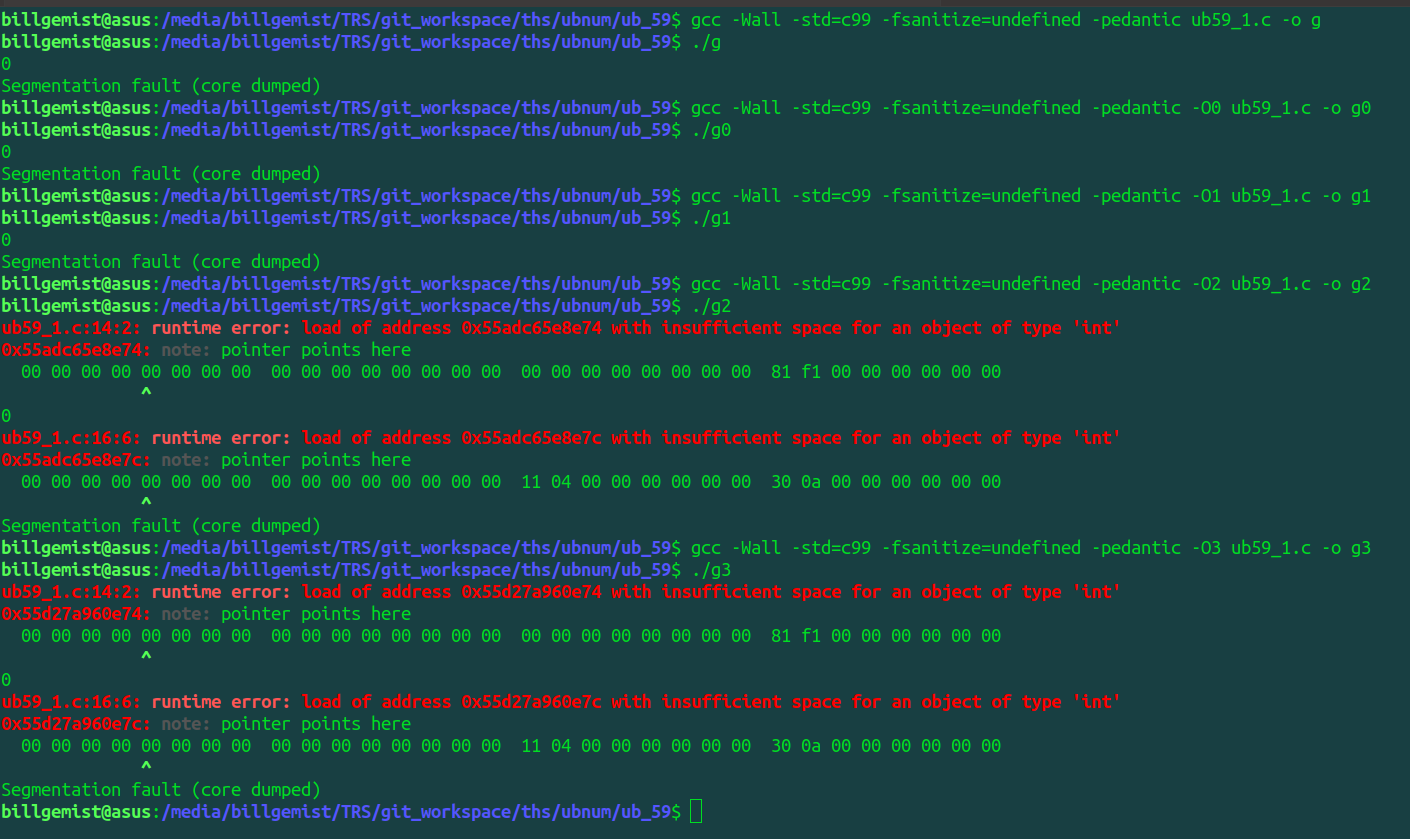 billgemist@asus:/media/billgemist/TRS/git_workspace/ths/ubnum/ub_59$ gcc -Wall -std=c99 -fsanitize=undefined -pedantic ub59_1.c -o g
billgemist@asus:/media/billgemist/TRS/git_workspace/ths/ubnum/ub_59$ ./g
0
Segmentation fault (core dumped)
billgemist@asus:/media/billgemist/TRS/git_workspace/ths/ubnum/ub_59$ gcc -Wall -std=c99 -fsanitize=undefined -pedantic -O0 ub59_1.c -o g0
billgemist@asus:/media/billgemist/TRS/git_workspace/ths/ubnum/ub_59$ ./g0
0
Segmentation fault (core dumped)
billgemist@asus:/media/billgemist/TRS/git_workspace/ths/ubnum/ub_59$ gcc -Wall -std=c99 -fsanitize=undefined -pedantic -O1 ub59_1.c -o g1
billgemist@asus:/media/billgemist/TRS/git_workspace/ths/ubnum/ub_59$ ./g1
0
Segmentation fault (core dumped)
billgemist@asus:/media/billgemist/TRS/git_workspace/ths/ubnum/ub_59$ gcc -Wall -std=c99 -fsanitize=undefined -pedantic -O2 ub59_1.c -o g2
billgemist@asus:/media/billgemist/TRS/git_workspace/ths/ubnum/ub_59$ ./g2
ub59_1.c:14:2: runtime error: load of address 0x55adc65e8e74 with insufficient space for an object of type 'int'
0x55adc65e8e74: note: pointer points here
  00 00 00 00 00 00 00 00  00 00 00 00 00 00 00 00  00 00 00 00 00 00 00 00  81 f1 00 00 00 00 00 00
              ^
0
ub59_1.c:16:6: runtime error: load of address 0x55adc65e8e7c with insufficient space for an object of type 'int'
0x55adc65e8e7c: note: pointer points here
  00 00 00 00 00 00 00 00  00 00 00 00 00 00 00 00  11 04 00 00 00 00 00 00  30 0a 00 00 00 00 00 00
              ^
Segmentation fault (core dumped)
billgemist@asus:/media/billgemist/TRS/git_workspace/ths/ubnum/ub_59$ gcc -Wall -std=c99 -fsanitize=undefined -pedantic -O3 ub59_1.c -o g3
billgemist@asus:/media/billgemist/TRS/git_workspace/ths/ubnum/ub_59$ ./g3
ub59_1.c:14:2: runtime error: load of address 0x55d27a960e74 with insufficient space for an object of type 'int'
0x55d27a960e74: note: pointer points here
  00 00 00 00 00 00 00 00  00 00 00 00 00 00 00 00  00 00 00 00 00 00 00 00  81 f1 00 00 00 00 00 00
              ^
0
ub59_1.c:16:6: runtime error: load of address 0x55d27a960e7c with insufficient space for an object of type 'int'
0x55d27a960e7c: note: pointer points here
  00 00 00 00 00 00 00 00  00 00 00 00 00 00 00 00  11 04 00 00 00 00 00 00  30 0a 00 00 00 00 00 00
              ^
Segmentation fault (core dumped)
billgemist@asus:/media/billgemist/TRS/git_workspace/ths/ubnum/ub_59$